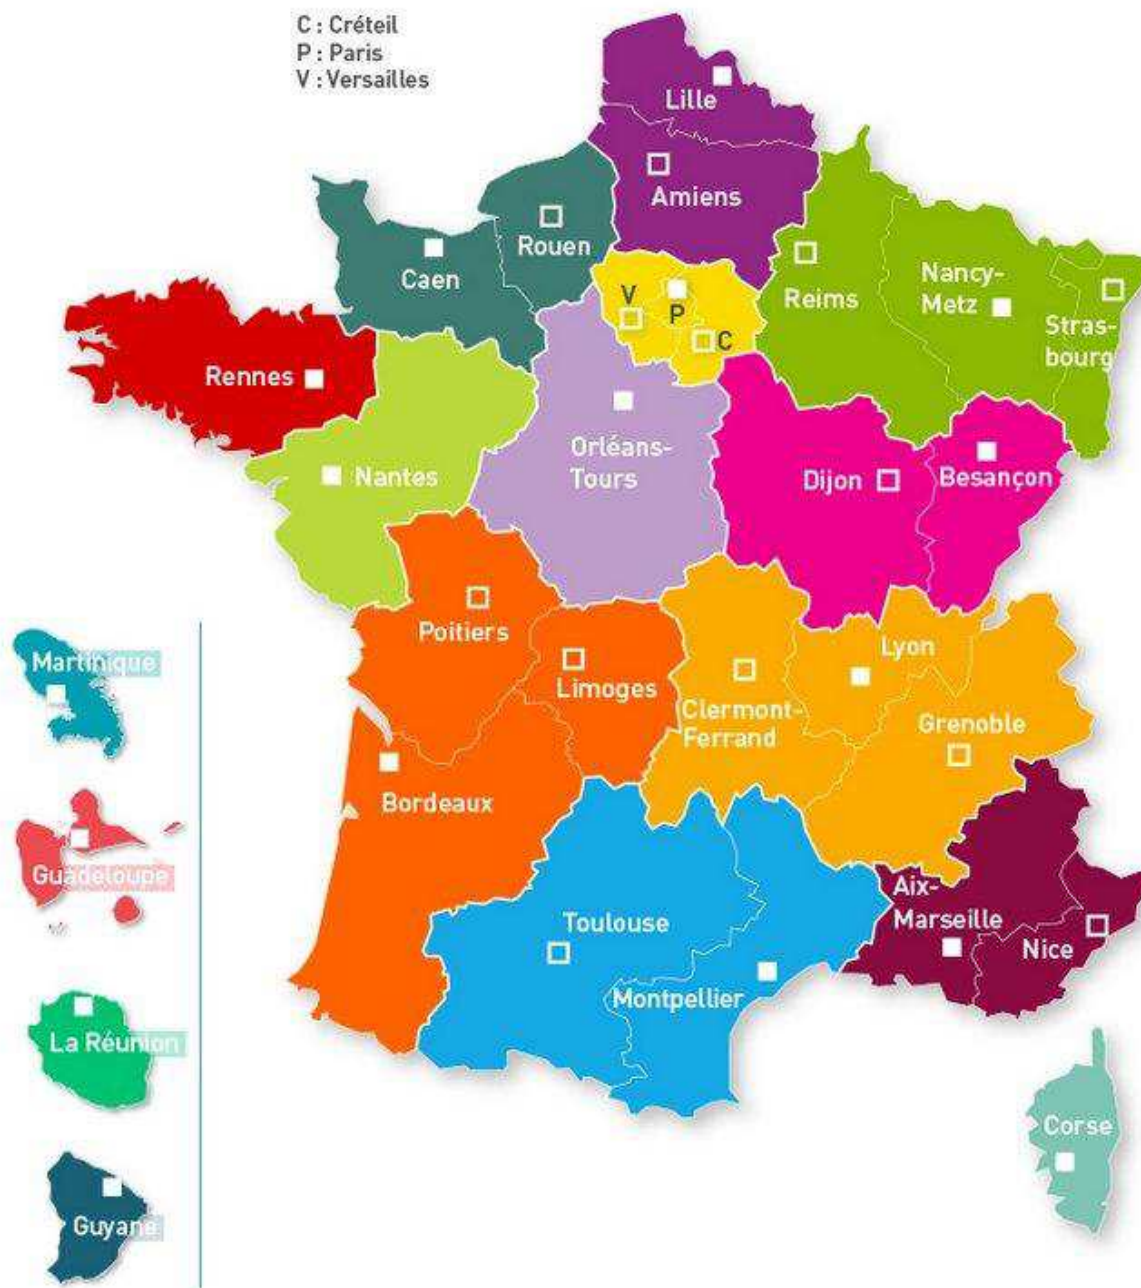 C : Créteil
P : Paris
V : Versailles
Lille
Amiens
Rouen
Caen
Reims
Nancy-
Metz
Stras-
bourg
V
P
C
Rennes
Orléans-
Tours
Nantes
Dijon
Besançon
Poitiers
Limoges
Lyon
Clermont-
Ferrand
Grenoble
Bordeaux
Aix-
Marseille
Nice
Toulouse
Montpellier
Corse
Martinique
Guadeloupe
La Réunion
Guyane